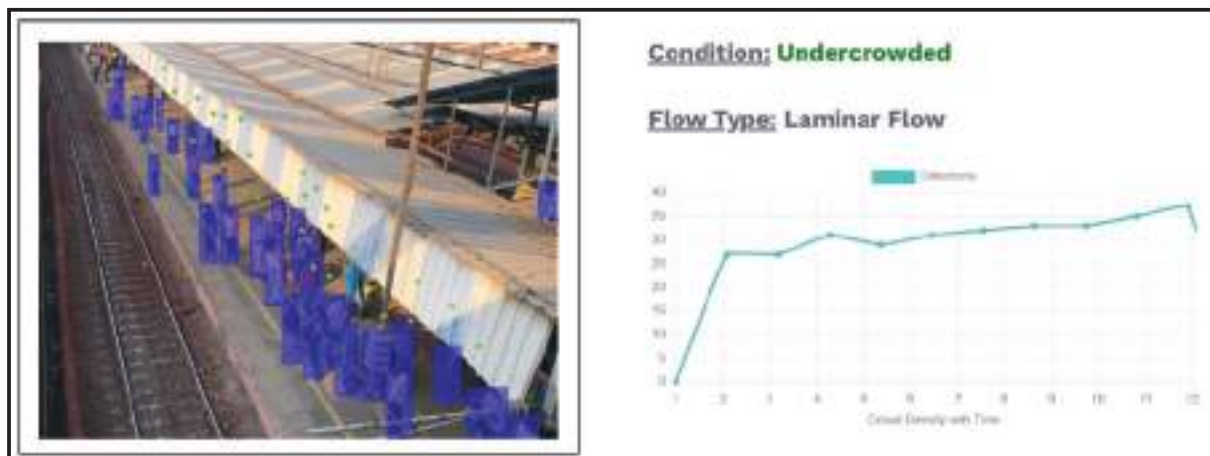 Condition: Undercrowded
Flow Type: Laminar Flow
Detections
40
35
30
25
20
15
10
5
0
1 2 3 4 5 6 7 8 9 10 11 12
Crowd Density with Time